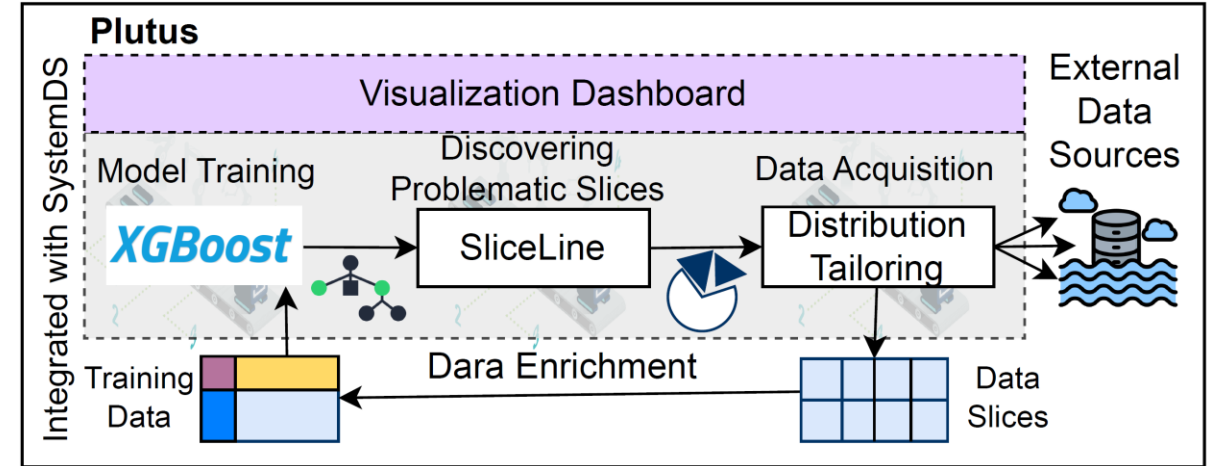 Plutus
Integrated with SystemDS
Visualization Dashboard
External
Data
Sources
Model Training
XGBoost
Discovering
Problematic Slices
SliceLine
Data Acquisition
Distribution
Tailoring
Training
Data
Dara Enrichment
Data
Slices